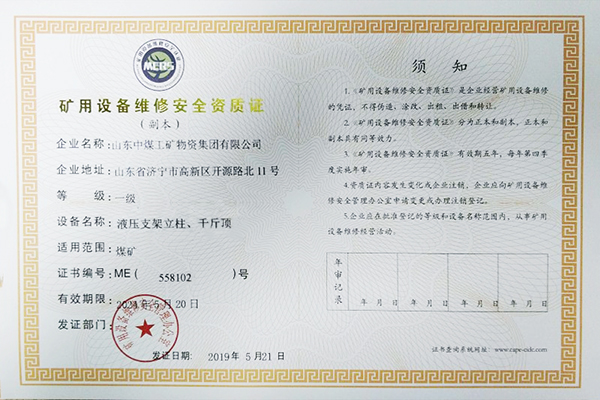 MERS
矿用设备维修安全资质证
(副本)
企业名称: 山东中煤工矿物资集团有限公司
企业地址: 山东省济宁市高新区开源路北11号
等 级: 一级
设备名称: 液压支架立柱、千斤顶
适用范围: 煤矿
证书编号: ME( 558102 )号
有效期限: 2024年5月20日
发证部门:
发证日期: 2019年 5月21日
须 知
1.《矿用设备维修安全资质证》是企业经营矿用设备维修
的凭证,不得伪造、涂改、出租、出借和转让。
2.《矿用设备维修安全资质证》分为正本和副本,正本和
副本具有同等效力。
3.《矿用设备维修安全资质证》有效期五年,每年第四季
度实施年审。
4.资质证内容发生变化或企业注销,企业应向矿用设备维
修安全管理办公室申请变更或办理注销登记。
5.企业应在批准登记的等级和设备名称范围内,从事矿用
设备维修经营活动。
年审记录
年 月 日 年 月 日 年 月 日 年 月 日
证书查询系统网址: www.cape-cidc.com